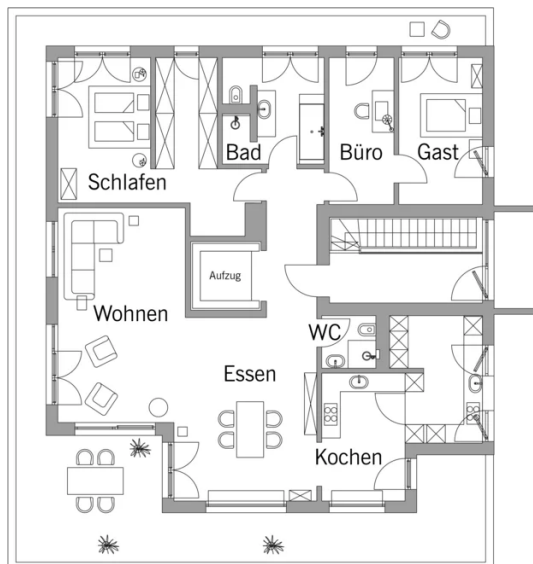 Bad
Büro
Gast
Schlafen
Aufzug
Wohnen
WC
Essen
Kochen